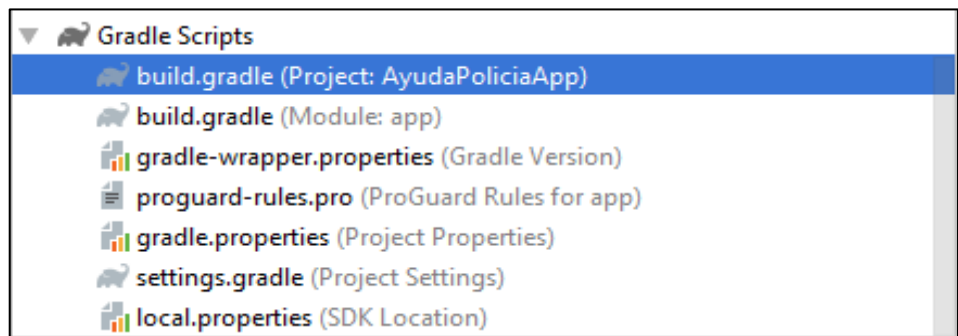 Gradle Scripts
build.gradle (Project: AyudaPoliciaApp)
build.gradle (Module: app)
gradle-wrapper.properties (Gradle Version)
proguard-rules.pro (ProGuard Rules for app)
gradle.properties (Project Properties)
settings.gradle (Project Settings)
local.properties (SDK Location)